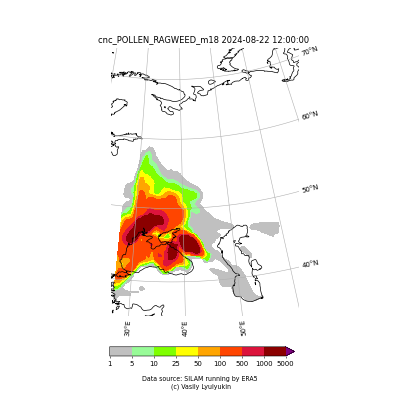 cnc_POLLEN_RAGWEED_m18 2024-08-22 12:00:00
70°N
60°N
50°N
40°N
30°E
40°E
50°E
1 5 10 25 50 100 500 1000 5000
Data source: SILAM running by ERA5
(c) Vasily Lyulyukin